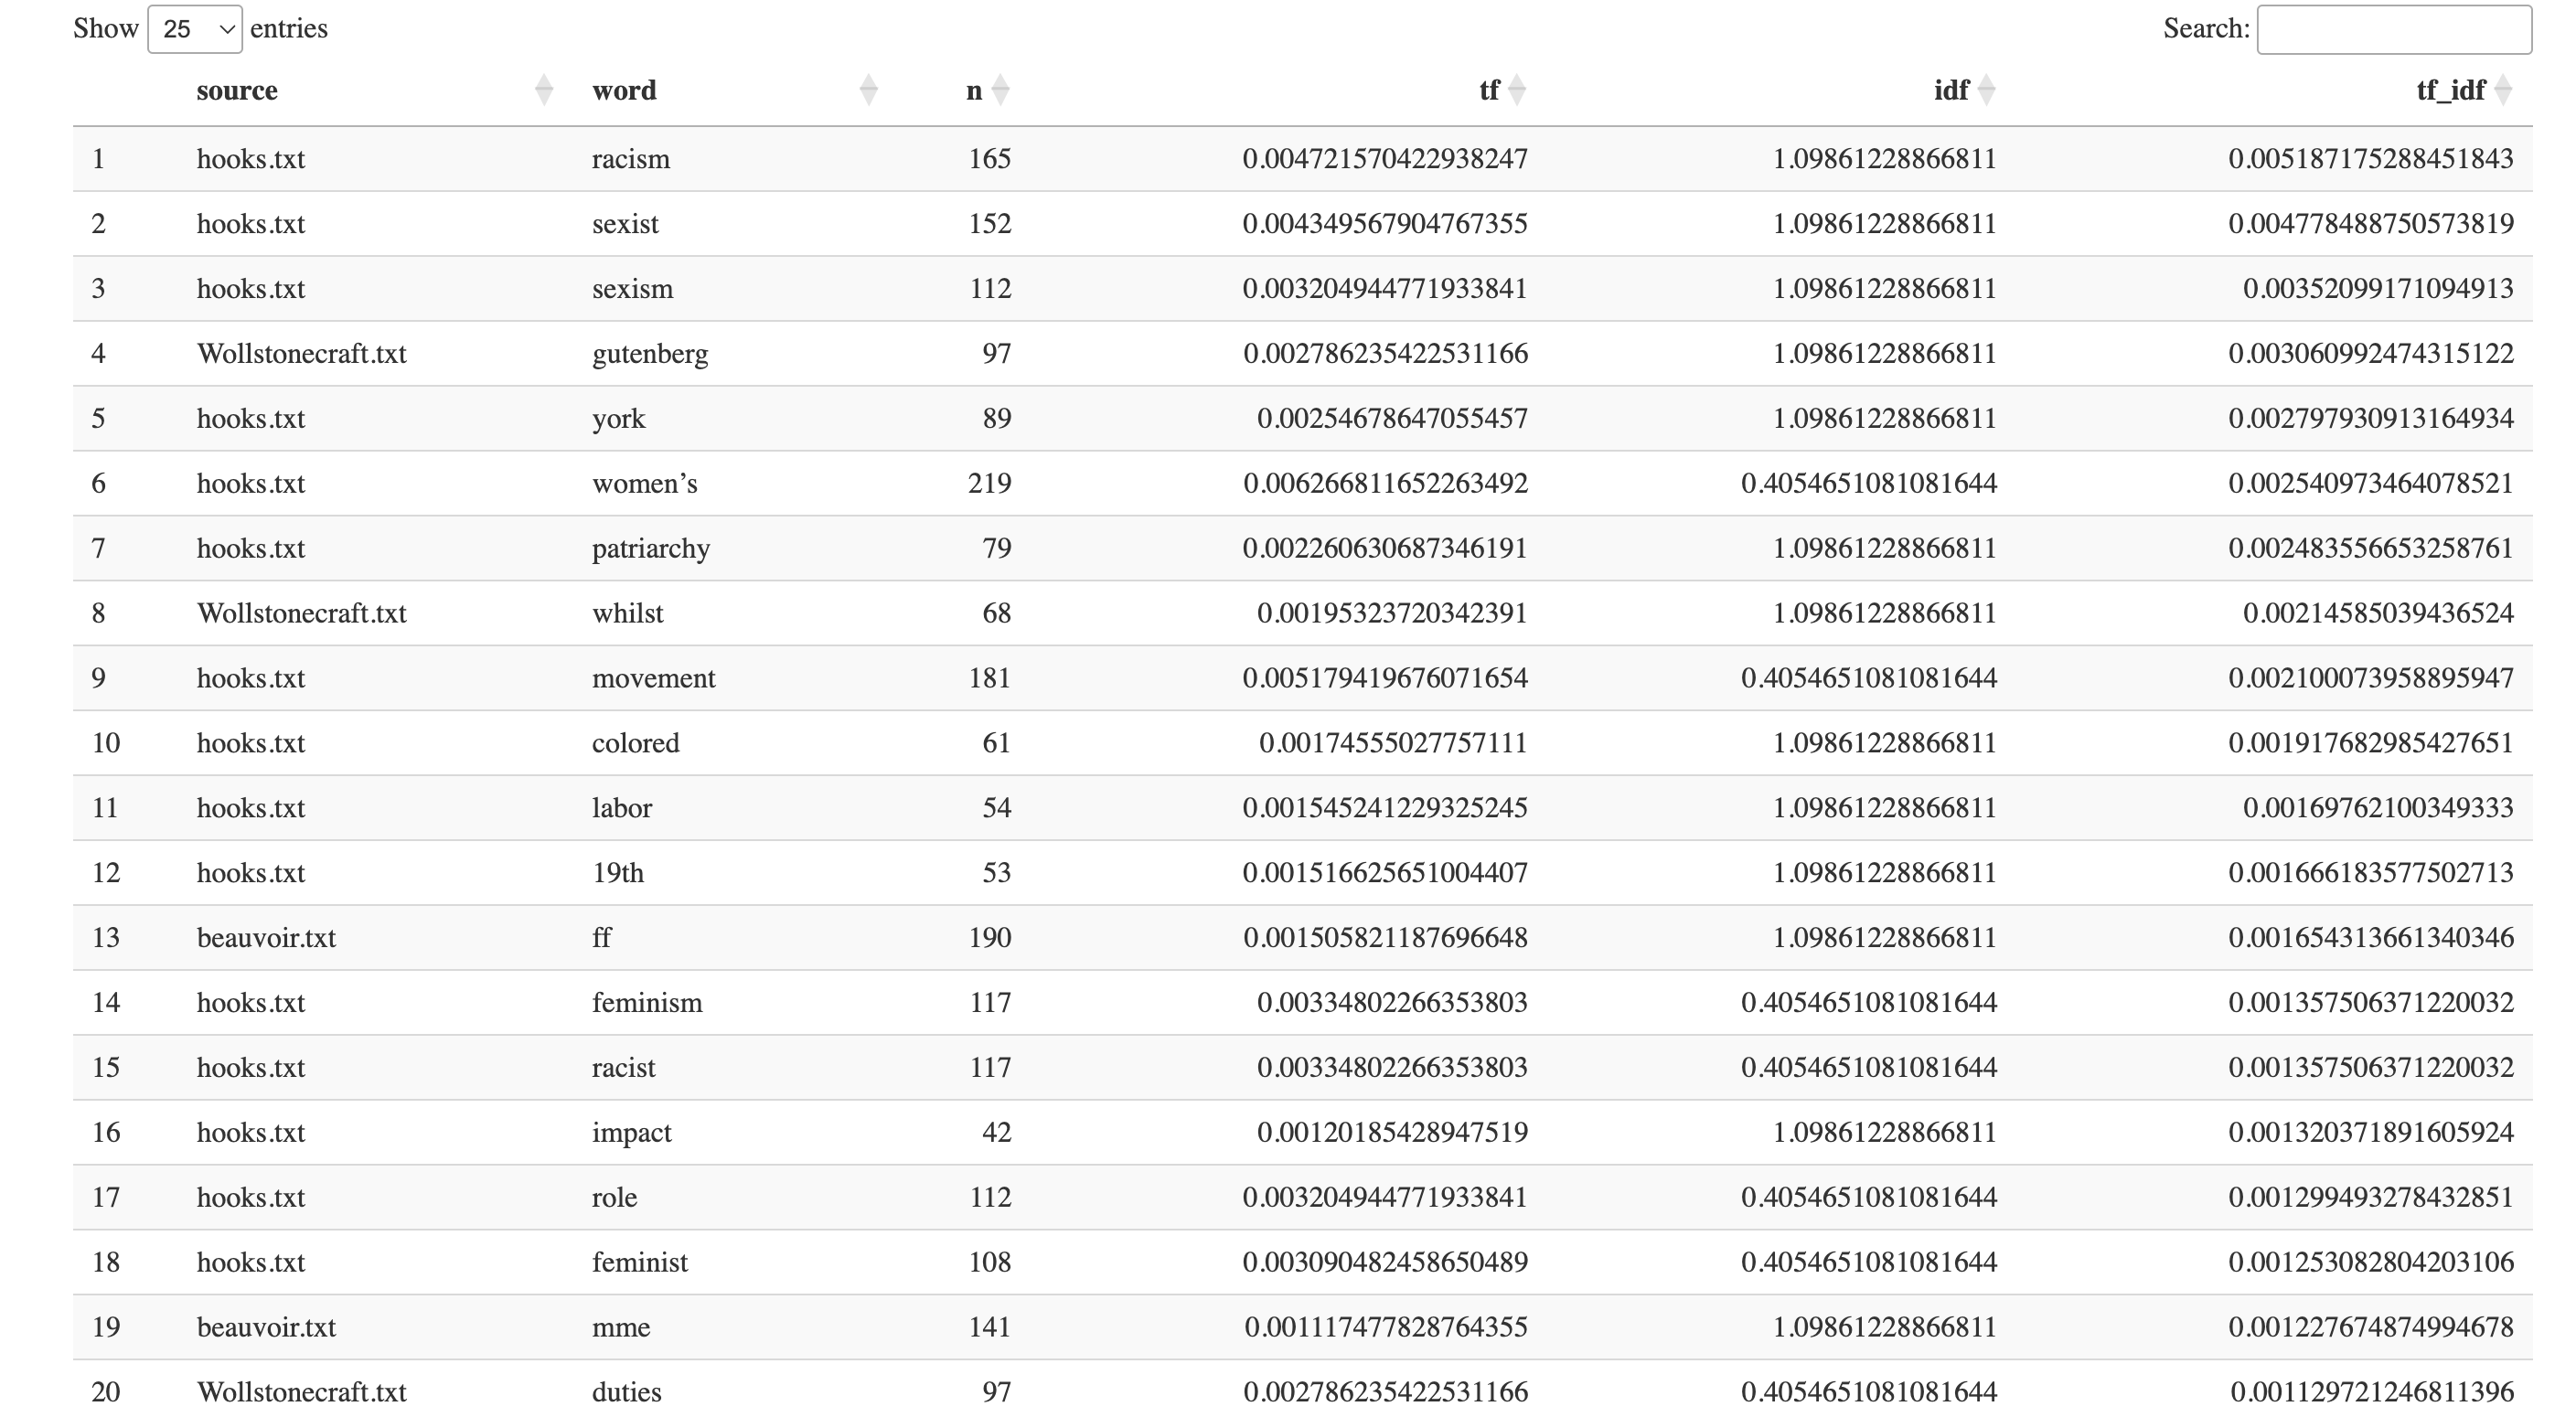 Show 25 entries Search:
source word n tf idf tf_idf
1 hooks.txt racism 165 0.004721570422938247 1.09861228866811 0.005187175288451843
2 hooks.txt sexist 152 0.004349567904767355 1.09861228866811 0.004778488750573819
3 hooks.txt sexism 112 0.003204944771933841 1.09861228866811 0.00352099171094913
4 Wollstonecraft.txt gutenberg 97 0.002786235422531166 1.09861228866811 0.003060992474315122
5 hooks.txt york 89 0.00254678647055457 1.09861228866811 0.002797930913164934
6 hooks.txt women’s 219 0.006266811652263492 0.4054651081081644 0.002540973464078521
7 hooks.txt patriarchy 79 0.002260630687346191 1.09861228866811 0.002483556653258761
8 Wollstonecraft.txt whilst 68 0.00195323720342391 1.09861228866811 0.00214585039436524
9 hooks.txt movement 181 0.005179419676071654 0.4054651081081644 0.002100073958895947
10 hooks.txt colored 61 0.00174555027757111 1.09861228866811 0.001917682985427651
11 hooks.txt labor 54 0.001545241229325245 1.09861228866811 0.00169762100349333
12 hooks.txt 19th 53 0.001516625651004407 1.09861228866811 0.001666183577502713
13 beauvoir.txt ff 190 0.001505821187696648 1.09861228866811 0.001654313661340346
14 hooks.txt feminism 117 0.00334802266353803 0.4054651081081644 0.001357506371220032
15 hooks.txt racist 117 0.00334802266353803 0.4054651081081644 0.001357506371220032
16 hooks.txt impact 42 0.00120185428947519 1.09861228866811 0.001320371891605924
17 hooks.txt role 112 0.003204944771933841 0.4054651081081644 0.001299493278432851
18 hooks.txt feminist 108 0.003090482458650489 0.4054651081081644 0.001253082804203106
19 beauvoir.txt mme 141 0.001117477828764355 1.09861228866811 0.001227674874994678
20 Wollstonecraft.txt duties 97 0.002786235422531166 0.4054651081081644 0.001129721246811396